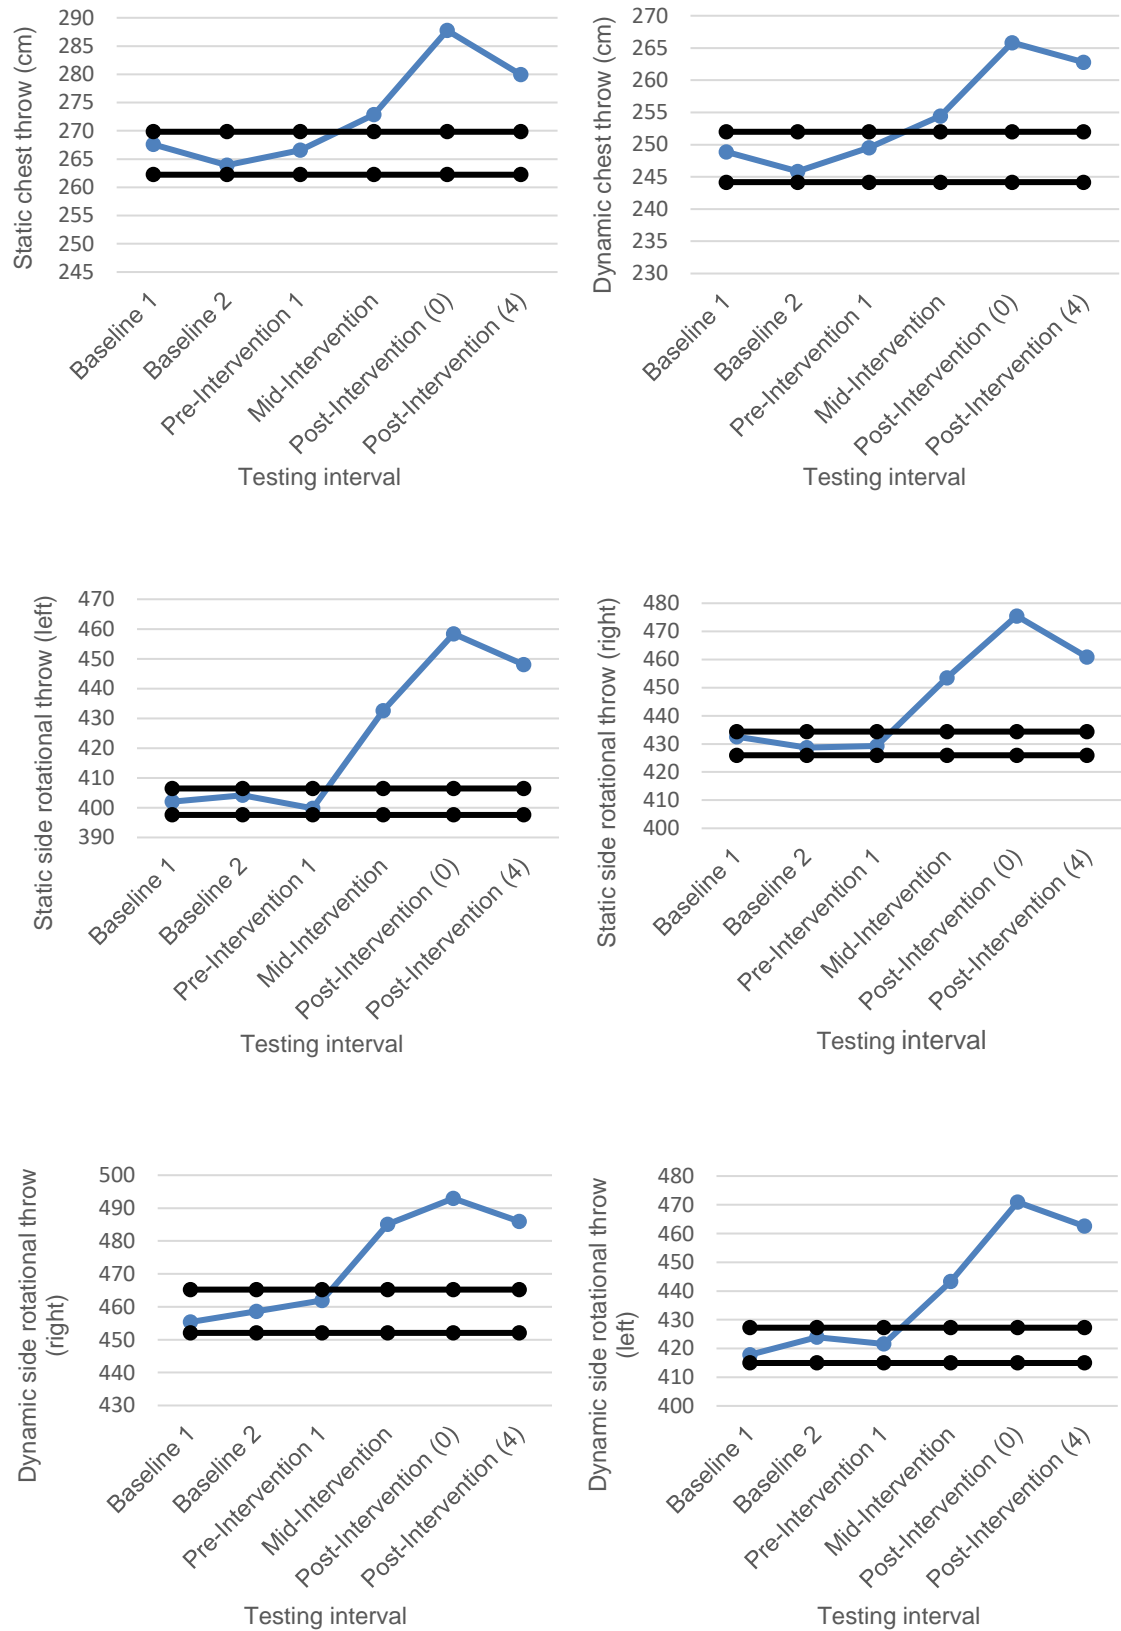 Static chest throw (cm)
290
285
280
275
270
265
260
255
250
245
Baseline 1
Baseline 2
Pre-Intervention 1
Mid-Intervention
Post-Intervention (0)
Post-Intervention (4)
Testing interval
Dynamic chest throw (cm)
270
265
260
255
250
245
240
235
230
Baseline 1
Baseline 2
Pre-Intervention 1
Mid-Intervention
Post-Intervention (0)
Post-Intervention (4)
Testing interval
Static side rotational throw (left)
470
460
450
440
430
420
410
400
390
Baseline 1
Baseline 2
Pre-Intervention 1
Mid-Intervention
Post-Intervention (0)
Post-Intervention (4)
Testing interval
Static side rotational throw (right)
480
470
460
450
440
430
420
410
400
Baseline 1
Baseline 2
Pre-Intervention 1
Mid-Intervention
Post-Intervention (0)
Post-Intervention (4)
Testing interval
Dynamic side rotational throw
(right)
500
490
480
470
460
450
440
430
Baseline 1
Baseline 2
Pre-Intervention 1
Mid-Intervention
Post-Intervention (0)
Post-Intervention (4)
Testing interval
Dynamic side rotational throw
(left)
480
470
460
450
440
430
420
410
400
Baseline 1
Baseline 2
Pre-Intervention 1
Mid-Intervention
Post-Intervention (0)
Post-Intervention (4)
Testing interval